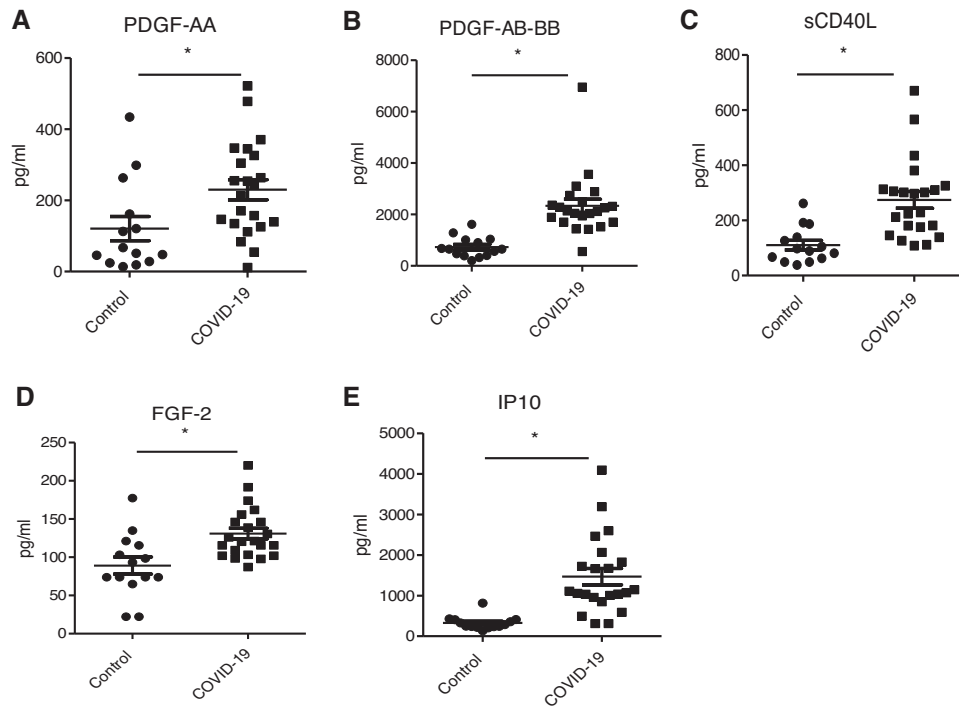 A
PDGF-AA
*
600
400
200
0
pg/ml
Control
COVID-19
B
PDGF-AB-BB
*
8000
6000
4000
2000
0
pg/ml
Control
COVID-19
C
sCD40L
*
800
600
400
200
0
pg/ml
Control
COVID-19
D
FGF-2
*
250
200
150
100
50
0
pg/ml
Control
COVID-19
E
IP10
*
5000
4000
3000
2000
1000
0
pg/ml
Control
COVID-19